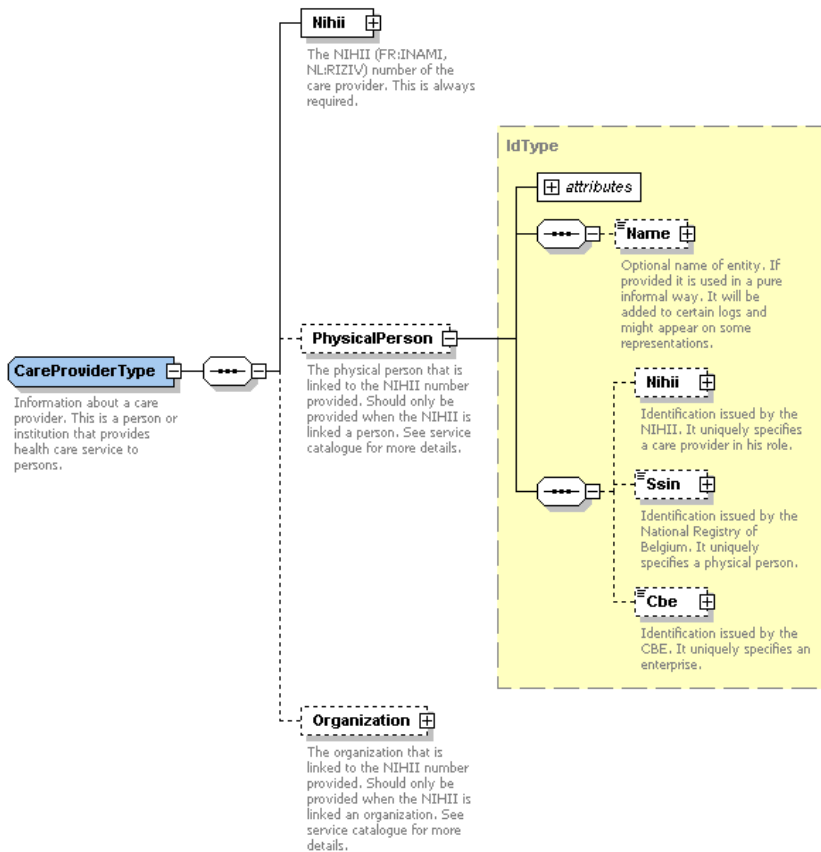 Nihii
The NIHII (FR:INAMI,
NL:RIZIV) number of the
care provider. This is always
required.
IdType
attributes
Name
Optional name of entity. If
provided it is used in a pure
informal way. It will be
added to certain logs and
might appear on some
representations.
PhysicalPerson
The physical person that is
linked to the NIHII number
provided. Should only be
provided when the NIHII is
linked a person. See service
catalogue for more details.
CareProviderType
Information about a care
provider. This is a person or
institution that provides
health care service to
persons.
Nihii
Identification issued by the
NIHII. It uniquely specifies
a care provider in his role.
Ssin
Identification issued by the
National Registry of
Belgium. It uniquely
specifies a physical person.
Cbe
Identification issued by the
CBE. It uniquely specifies an
enterprise.
Organization
The organization that is
linked to the NIHII number
provided. Should only be
provided when the NIHII is
linked an organization. See
service catalogue for more
details.